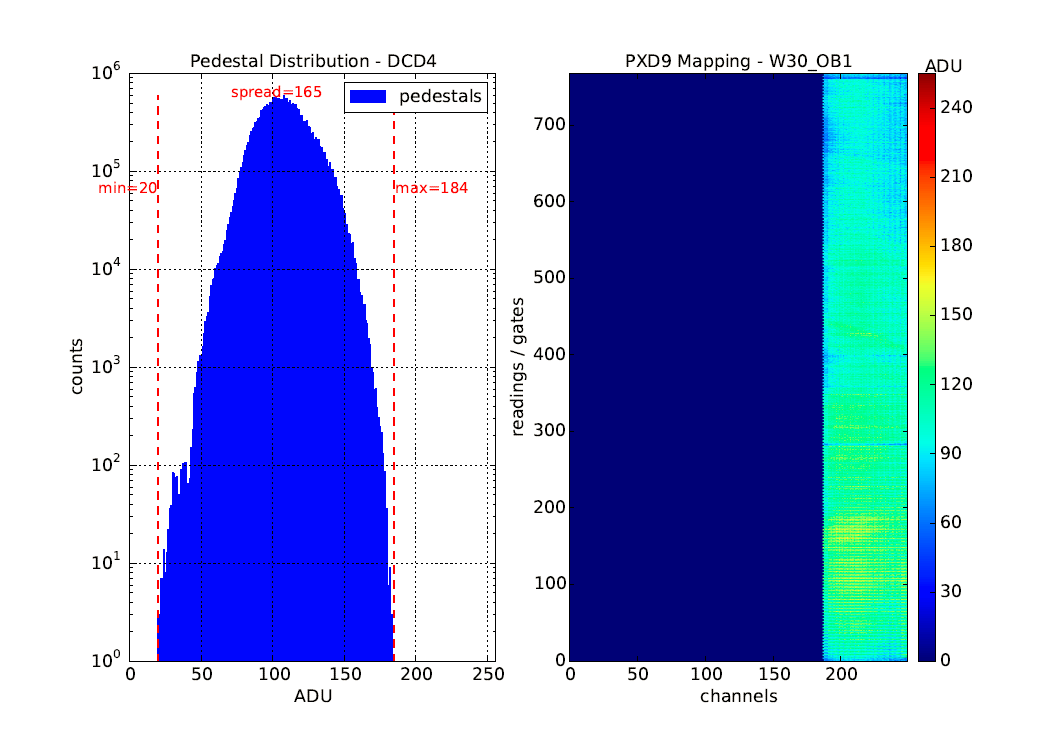 Pedestal Distribution - DCD4
10^6
10^5
10^4
10^3
10^2
10^1
10^0
counts
spread=165
pedestals
min=20
max=184
0 50 100 150 200 250
ADU
PXD9 Mapping - W30_OB1
700
600
500
400
300
200
100
0
readings / gates
0 50 100 150 200
channels
ADU
240
210
180
150
120
90
60
30
0